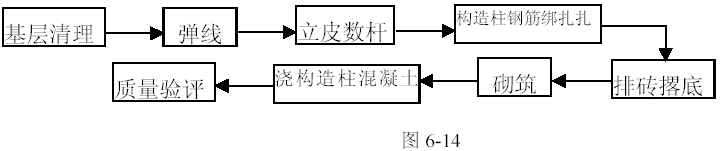 基层清理
弹线
立皮数杆
构造柱钢筋绑扎扎
排砖撂底
砌筑
浇构造柱混凝土
质量验评
图 6-14